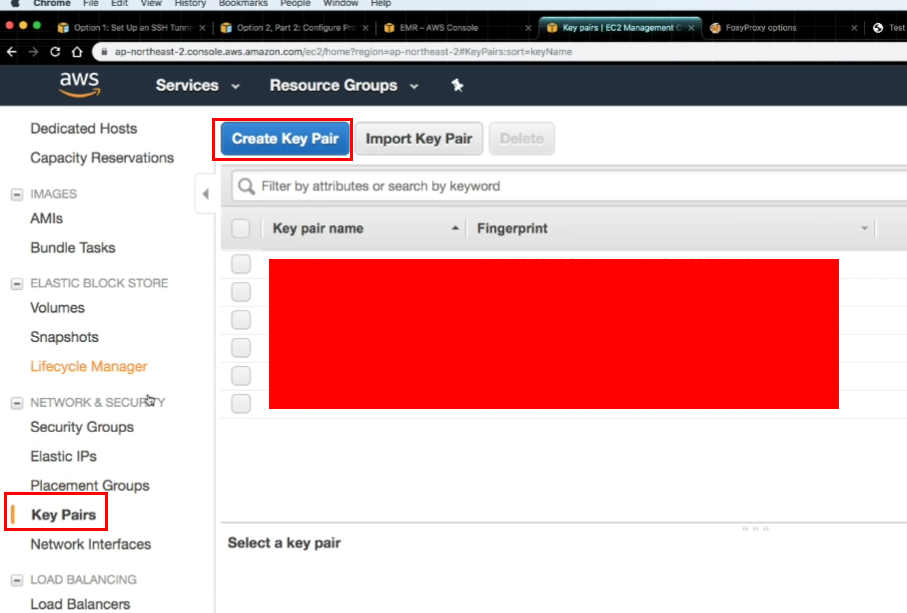 Chrome File Edit View History Bookmarks People Window Help
Option 1: Set Up an SSH Tunne
Option 2, Part 2: Configure Pro
EMR – AWS Console
Key pairs | EC2 Management C
FoxyProxy options
Test
ap-northeast-2.console.aws.amazon.com/ec2/home?region=ap-northeast-2#KeyPairs:sort=keyName
aws
Services
Resource Groups
Dedicated Hosts
Capacity Reservations
IMAGES
AMIs
Bundle Tasks
ELASTIC BLOCK STORE
Volumes
Snapshots
Lifecycle Manager
NETWORK & SECURITY
Security Groups
Elastic IPs
Placement Groups
Key Pairs
Network Interfaces
LOAD BALANCING
Load Balancers
Create Key Pair
Import Key Pair
Delete
Filter by attributes or search by keyword
Key pair name
Fingerprint
Select a key pair